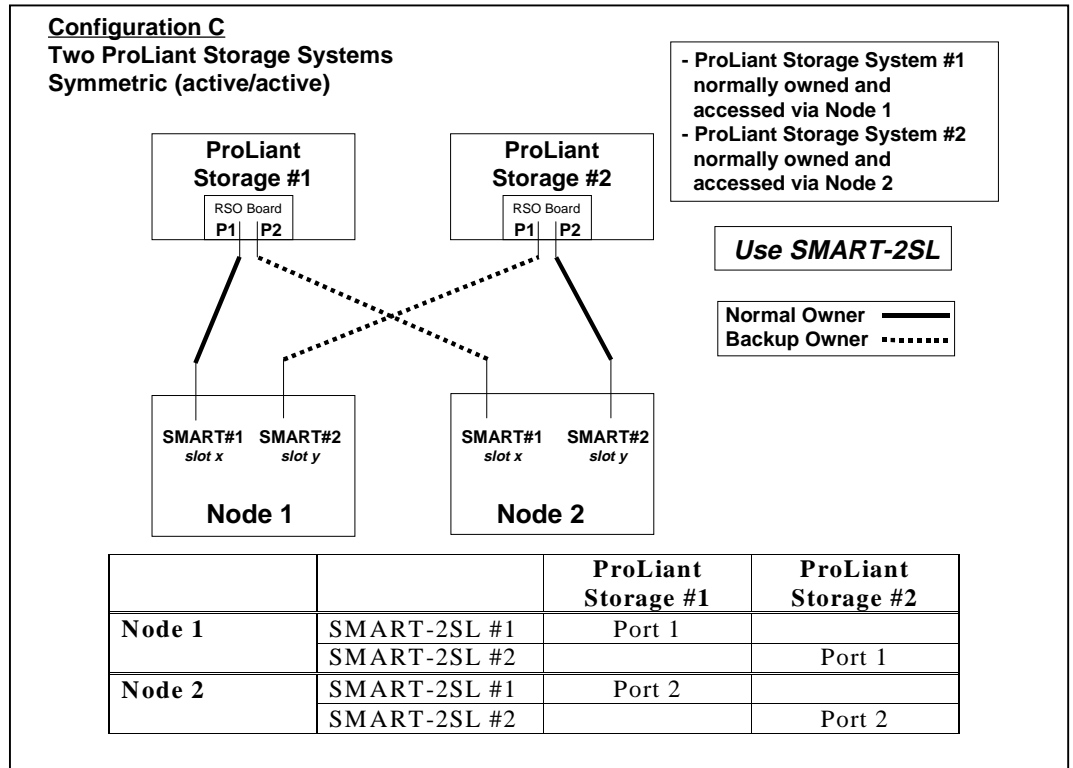 Configuration C
Two ProLiant Storage Systems
Symmetric (active/active)
- ProLiant Storage System #1
normally owned and
accessed via Node 1
- ProLiant Storage System #2
normally owned and
accessed via Node 2
ProLiant
Storage #1
RSO Board
P1 P2
ProLiant
Storage #2
RSO Board
P1 P2
Use SMART-2SL
Normal Owner
Backup Owner
SMART#1 SMART#2
slot x slot y
Node 1
SMART#1 SMART#2
slot x slot y
Node 2
ProLiant Storage #1 ProLiant Storage #2
Node 1 SMART-2SL #1 Port 1
SMART-2SL #2 Port 1
Node 2 SMART-2SL #1 Port 2
SMART-2SL #2 Port 2